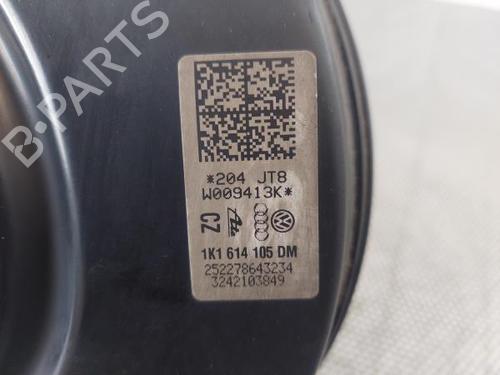 *204 JT8
W009413K*
CZ
1K1 614 105 DM
252278643234
3242103849
B-PARTS